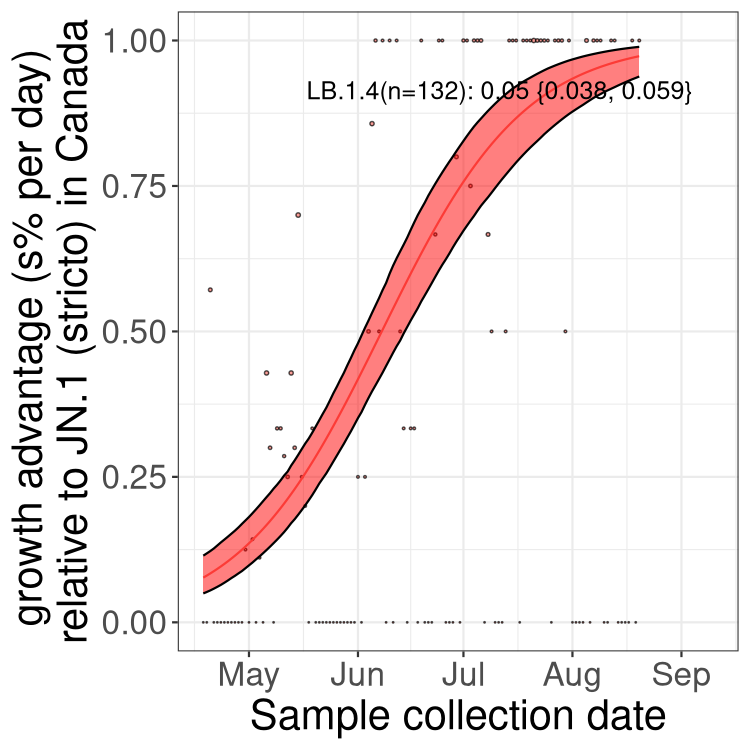 growth advantage (s% per day)
relative to JN.1 (stricto) in Canada
1.00
0.75
0.50
0.25
0.00
LB.1.4(n=132): 0.05 {0.038, 0.059}
May Jun Jul Aug Sep
Sample collection date